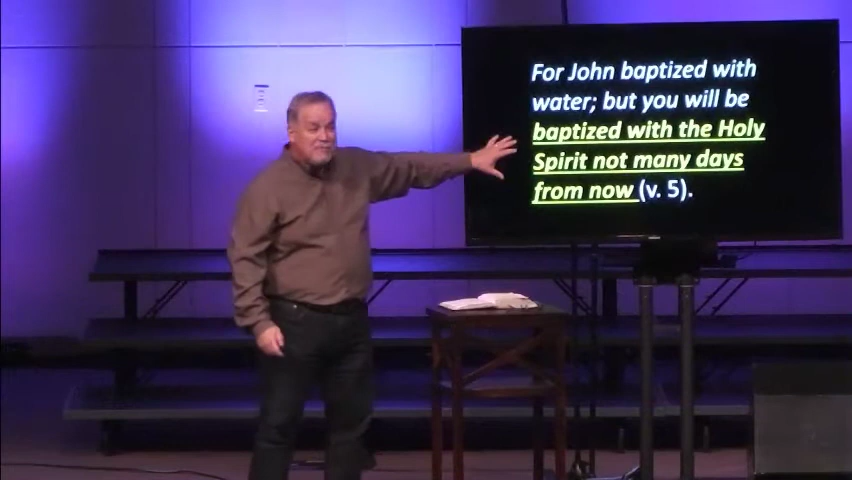 For John baptized with
water; but you will be
baptized with the Holy
Spirit not many days
from now (v. 5).